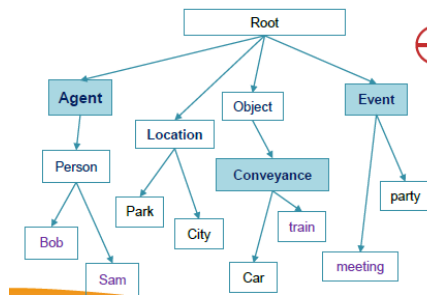 Root
Agent
Location
Object
Event
Person
Conveyance
Park
City
train
party
Bob
Sam
Car
meeting